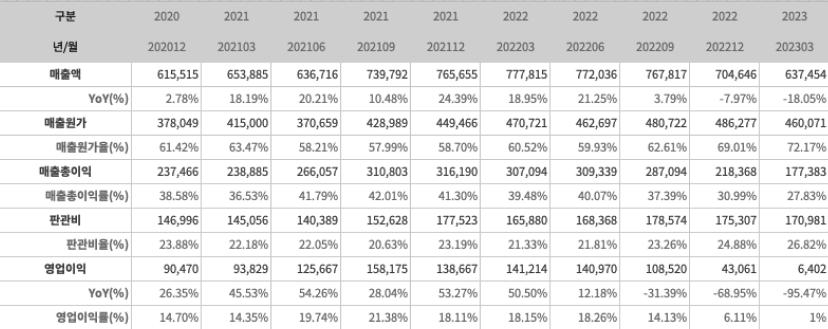 구분 2020 2021 2021 2021 2021 2022 2022 2022 2022 2023
년/월 202012 202103 202106 202109 202112 202203 202206 202209 202212 202303
매출액 615,515 653,885 636,716 739,792 765,655 777,815 772,036 767,817 704,646 637,454
YoY(%) 2.78% 18.19% 20.21% 10.48% 24.39% 18.95% 21.25% 3.79% -7.97% -18.05%
매출원가 378,049 415,000 370,659 428,989 449,466 470,721 462,697 480,722 486,277 460,071
매출원가율(%) 61.42% 63.47% 58.21% 57.99% 58.70% 60.52% 59.93% 62.61% 69.01% 72.17%
매출총이익 237,466 238,885 266,057 310,803 316,190 307,094 309,339 287,094 218,368 177,383
매출총이익률(%) 38.58% 36.53% 41.79% 42.01% 41.30% 39.48% 40.07% 37.39% 30.99% 27.83%
판관비 146,996 145,056 140,389 152,628 177,523 165,880 168,368 178,574 175,307 170,981
판관비율(%) 23.88% 22.18% 22.05% 20.63% 23.19% 21.33% 21.81% 23.26% 24.88% 26.82%
영업이익 90,470 93,829 125,667 158,175 138,667 141,214 140,970 108,520 43,061 6,402
YoY(%) 26.35% 45.53% 54.26% 28.04% 53.27% 50.50% 12.18% -31.39% -68.95% -95.47%
영업이익률(%) 14.70% 14.35% 19.74% 21.38% 18.11% 18.15% 18.26% 14.13% 6.11% 1%